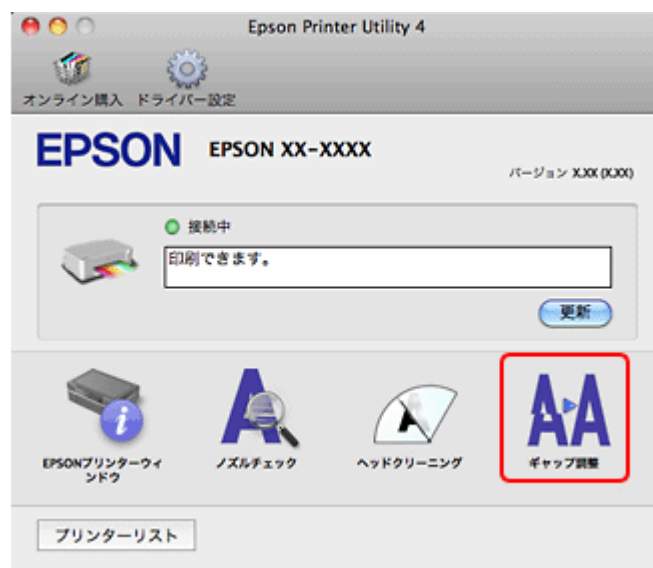 Epson Printer Utility 4
オンライン購入 ドライバー設定
EPSON EPSON XX-XXXX
バージョン X.XX (X.XX)
接続中
印刷できます。
更新
EPSONプリンターウィ
ンドウ
ノズルチェック
ヘッドクリーニング
ギャップ調整
プリンターリスト